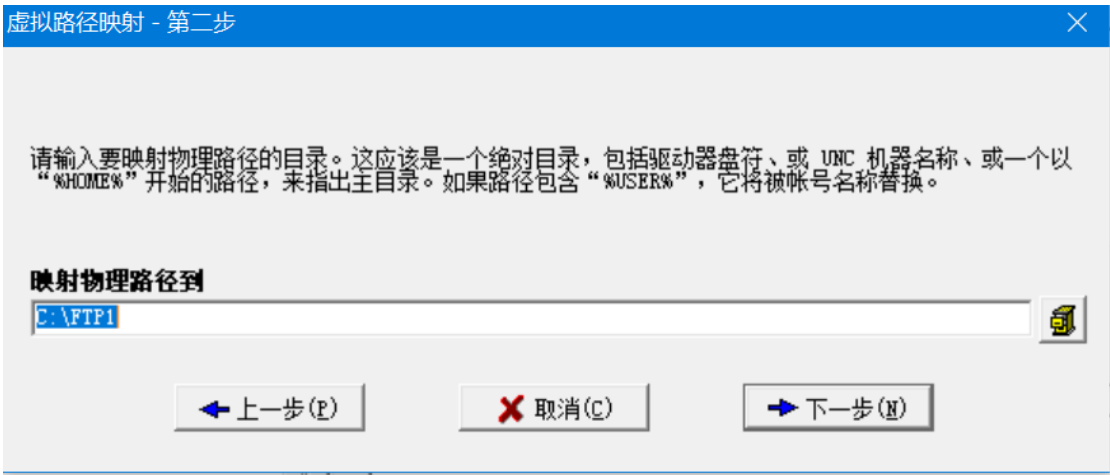 虚拟路径映射 - 第二步
请输入要映射物理路径的目录。这应该是一个绝对目录，包括驱动器盘符、或 UNC 机器名称、或一个以
“%HOME%”开始的路径，来指出主目录。如果路径包含“%USER%”，它将被帐号名称替换。
映射物理路径到
C:\FTP1
上一步(P) 取消(C) 下一步(N)